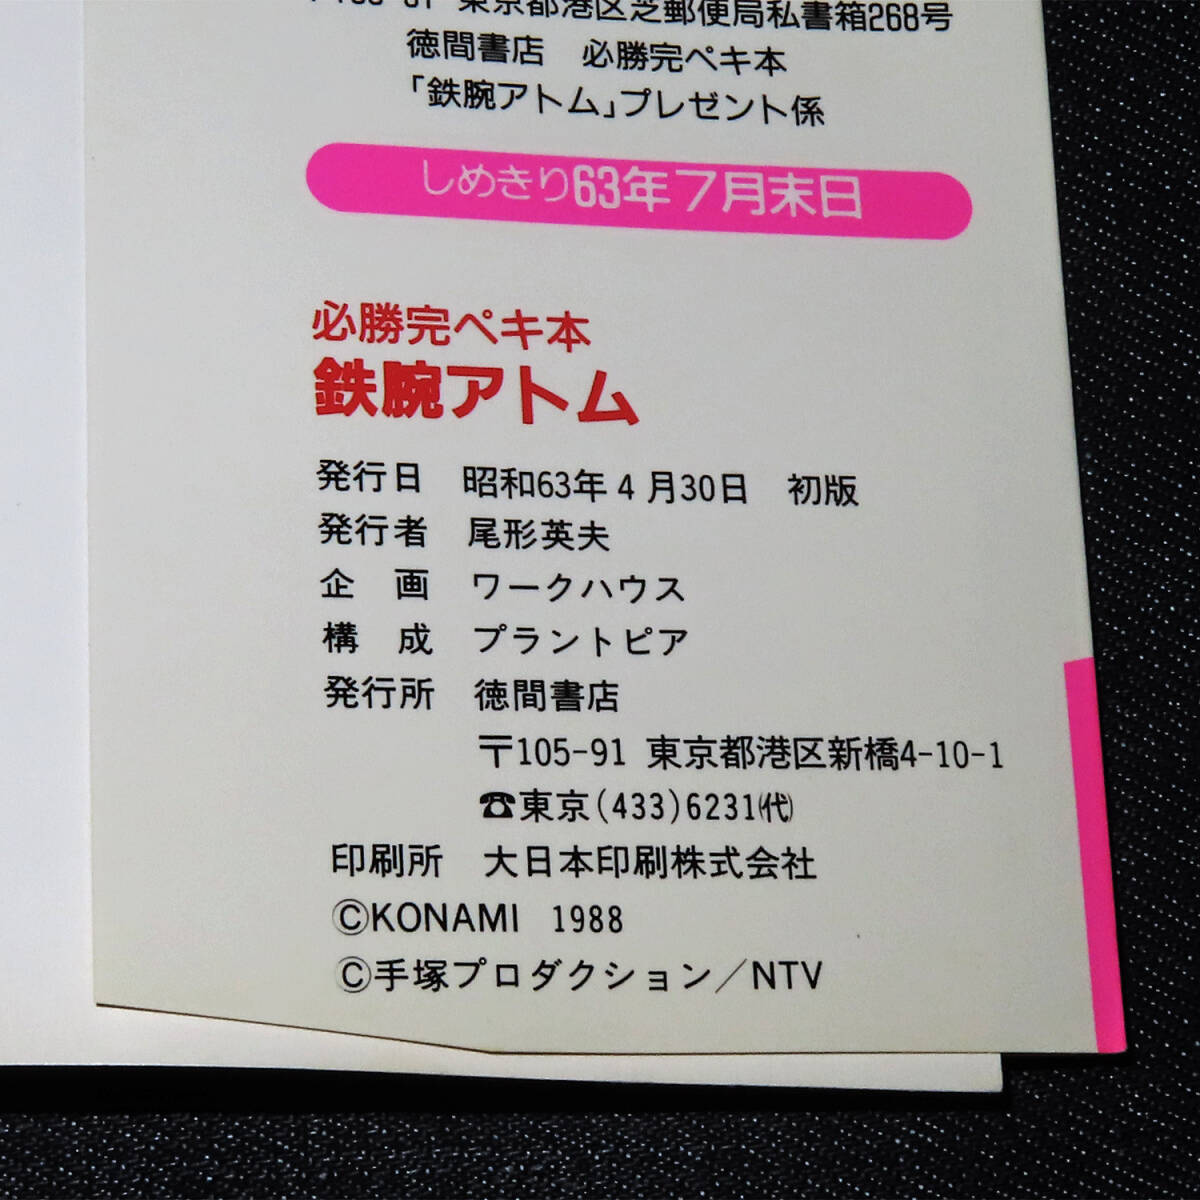 東京都港区芝郵便局私書箱268号
徳間書店　必勝完ペキ本
「鉄腕アトム」プレゼント係
しめきり63年7月末日
必勝完ペキ本
鉄腕アトム
発行日　昭和63年4月30日　初版
発行者　尾形英夫
企　画　ワークハウス
構　成　プラントピア
発行所　徳間書店
〒105-91 東京都港区新橋4-10-1
☎東京(433)6231㈹
印刷所　大日本印刷株式会社
©KONAMI 1988
©手塚プロダクション／NTV